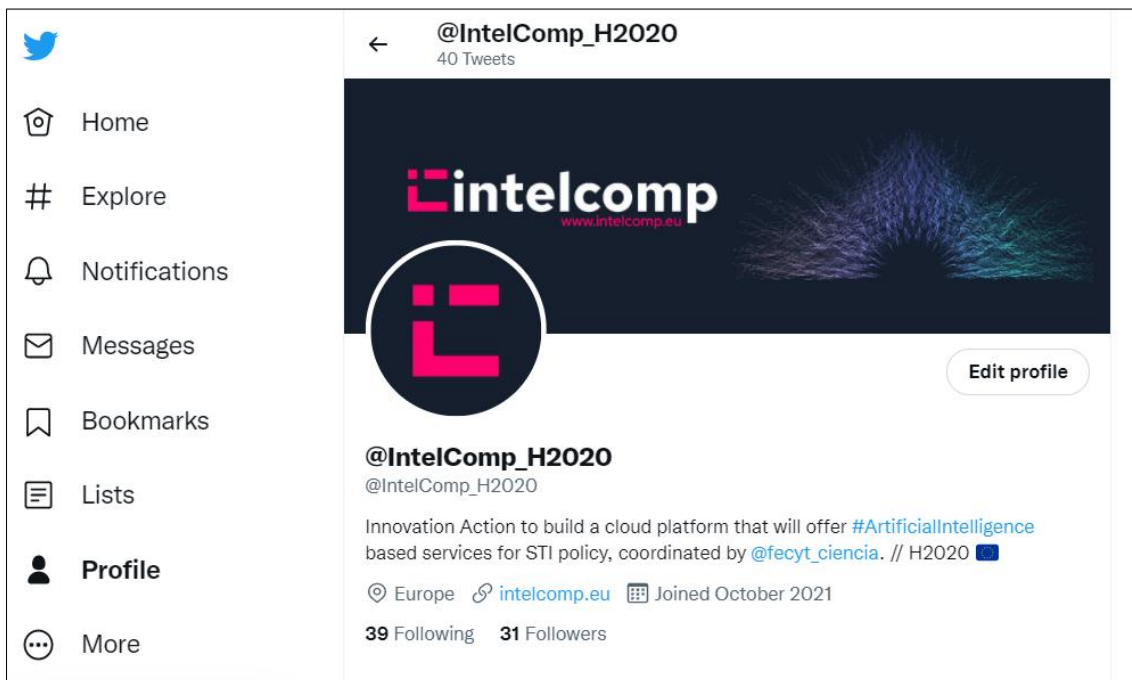 @IntelComp_H2020
40 Tweets
Home
Explore
Notifications
Messages
Bookmarks
Lists
Profile
More
intelcomp
www.intelcomp.eu
Edit profile
@IntelComp_H2020
@IntelComp_H2020
Innovation Action to build a cloud platform that will offer #ArtificialIntelligence
based services for STI policy, coordinated by @fecyt_ciencia. // H2020 🇪🇺
Europe intelcomp.eu Joined October 2021
39 Following 31 Followers